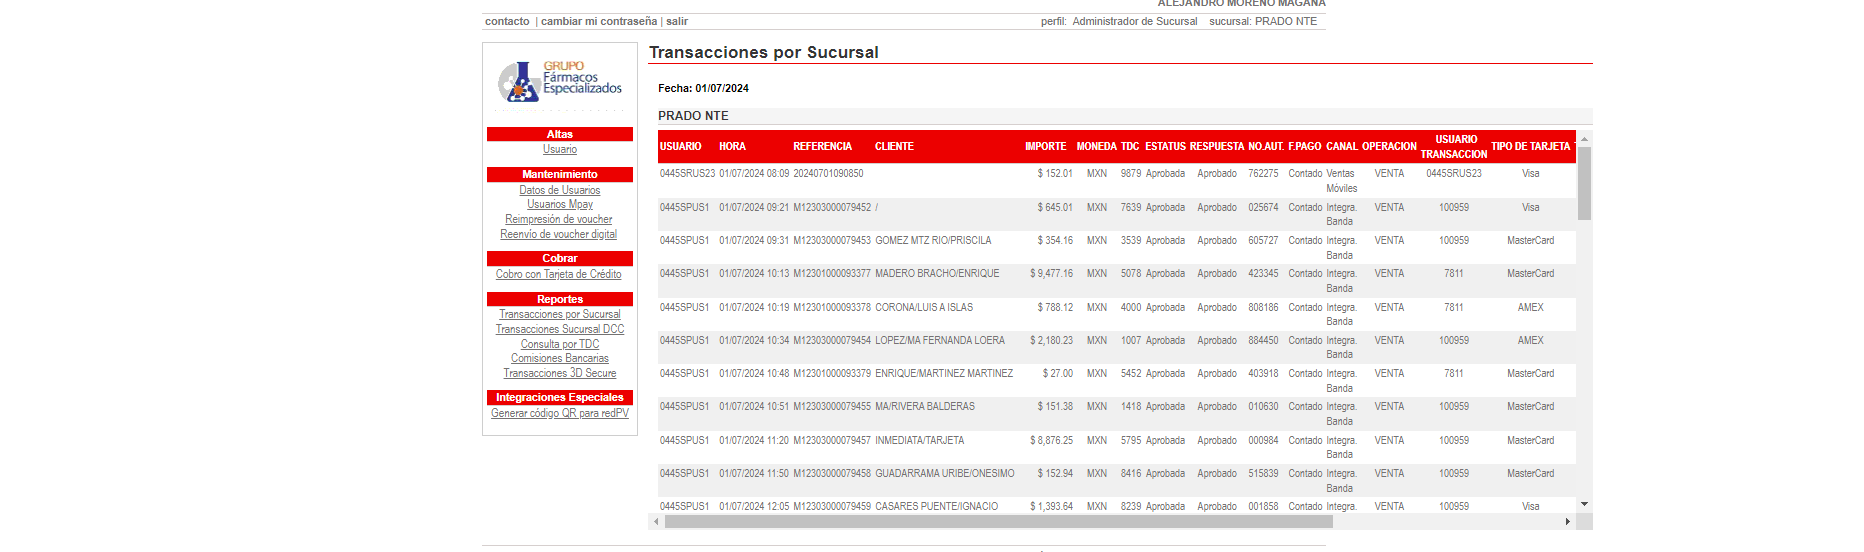 ALEJANDRO MORENO MAGAÑA
contacto | cambiar mi contraseña | salir
perfil: Administrador de Sucursal sucursal: PRADO NTE
GRUPO
Fármacos
Especializados
Altas
Usuario
Mantenimiento
Datos de Usuarios
Usuarios Mpay
Reimpresión de voucher
Reenvío de voucher digital
Cobrar
Cobro con Tarjeta de Crédito
Reportes
Transacciones por Sucursal
Transacciones Sucursal DCC
Consulta por TDC
Comisiones Bancarias
Transacciones 3D Secure
Integraciones Especiales
Generar código QR para redPV
Transacciones por Sucursal
Fecha: 01/07/2024
PRADO NTE
USUARIO HORA REFERENCIA CLIENTE IMPORTE MONEDA TDC ESTATUS RESPUESTA NO.AUT. F.PAGO CANAL OPERACION USUARIO TRANSACCION TIPO DE TARJETA
0445SRUS23 01/07/2024 08:09 20240701090850 $ 152.01 MXN 9879 Aprobada Aprobado 762275 Contado Ventas Móviles VENTA 0445SRUS23 Visa
0445SPUS1 01/07/2024 09:21 M12303000079452 / $ 645.01 MXN 7639 Aprobada Aprobado 025674 Contado Integra. Banda VENTA 100959 Visa
0445SPUS1 01/07/2024 09:31 M12303000079453 GOMEZ MTZ RIO/PRISCILA $ 354.16 MXN 3539 Aprobada Aprobado 605727 Contado Integra. Banda VENTA 100959 MasterCard
0445SPUS1 01/07/2024 10:13 M12301000093377 MADERO BRACHO/ENRIQUE $ 9,477.16 MXN 5078 Aprobada Aprobado 423345 Contado Integra. Banda VENTA 7811 MasterCard
0445SPUS1 01/07/2024 10:19 M12301000093378 CORONA/LUIS A ISLAS $ 788.12 MXN 4000 Aprobada Aprobado 808186 Contado Integra. Banda VENTA 7811 AMEX
0445SPUS1 01/07/2024 10:34 M12303000079454 LOPEZ/MA FERNANDA LOERA $ 2,180.23 MXN 1007 Aprobada Aprobado 884450 Contado Integra. Banda VENTA 100959 AMEX
0445SPUS1 01/07/2024 10:48 M12301000093379 ENRIQUE/MARTINEZ MARTINEZ $ 27.00 MXN 5452 Aprobada Aprobado 403918 Contado Integra. Banda VENTA 7811 MasterCard
0445SPUS1 01/07/2024 10:51 M12303000079455 MA/RIVERA BALDERAS $ 151.38 MXN 1418 Aprobada Aprobado 010630 Contado Integra. Banda VENTA 100959 MasterCard
0445SPUS1 01/07/2024 11:20 M12303000079457 INMEDIATA/TARJETA $ 8,876.25 MXN 5795 Aprobada Aprobado 000984 Contado Integra. Banda VENTA 100959 MasterCard
0445SPUS1 01/07/2024 11:50 M12303000079458 GUADARRAMA URIBE/ONESIMO $ 152.94 MXN 8416 Aprobada Aprobado 515839 Contado Integra. Banda VENTA 100959 MasterCard
0445SPUS1 01/07/2024 12:05 M12303000079459 CASARES PUENTE/IGNACIO $ 1,393.64 MXN 8239 Aprobada Aprobado 001858 Contado Integra. VENTA 100959 Visa